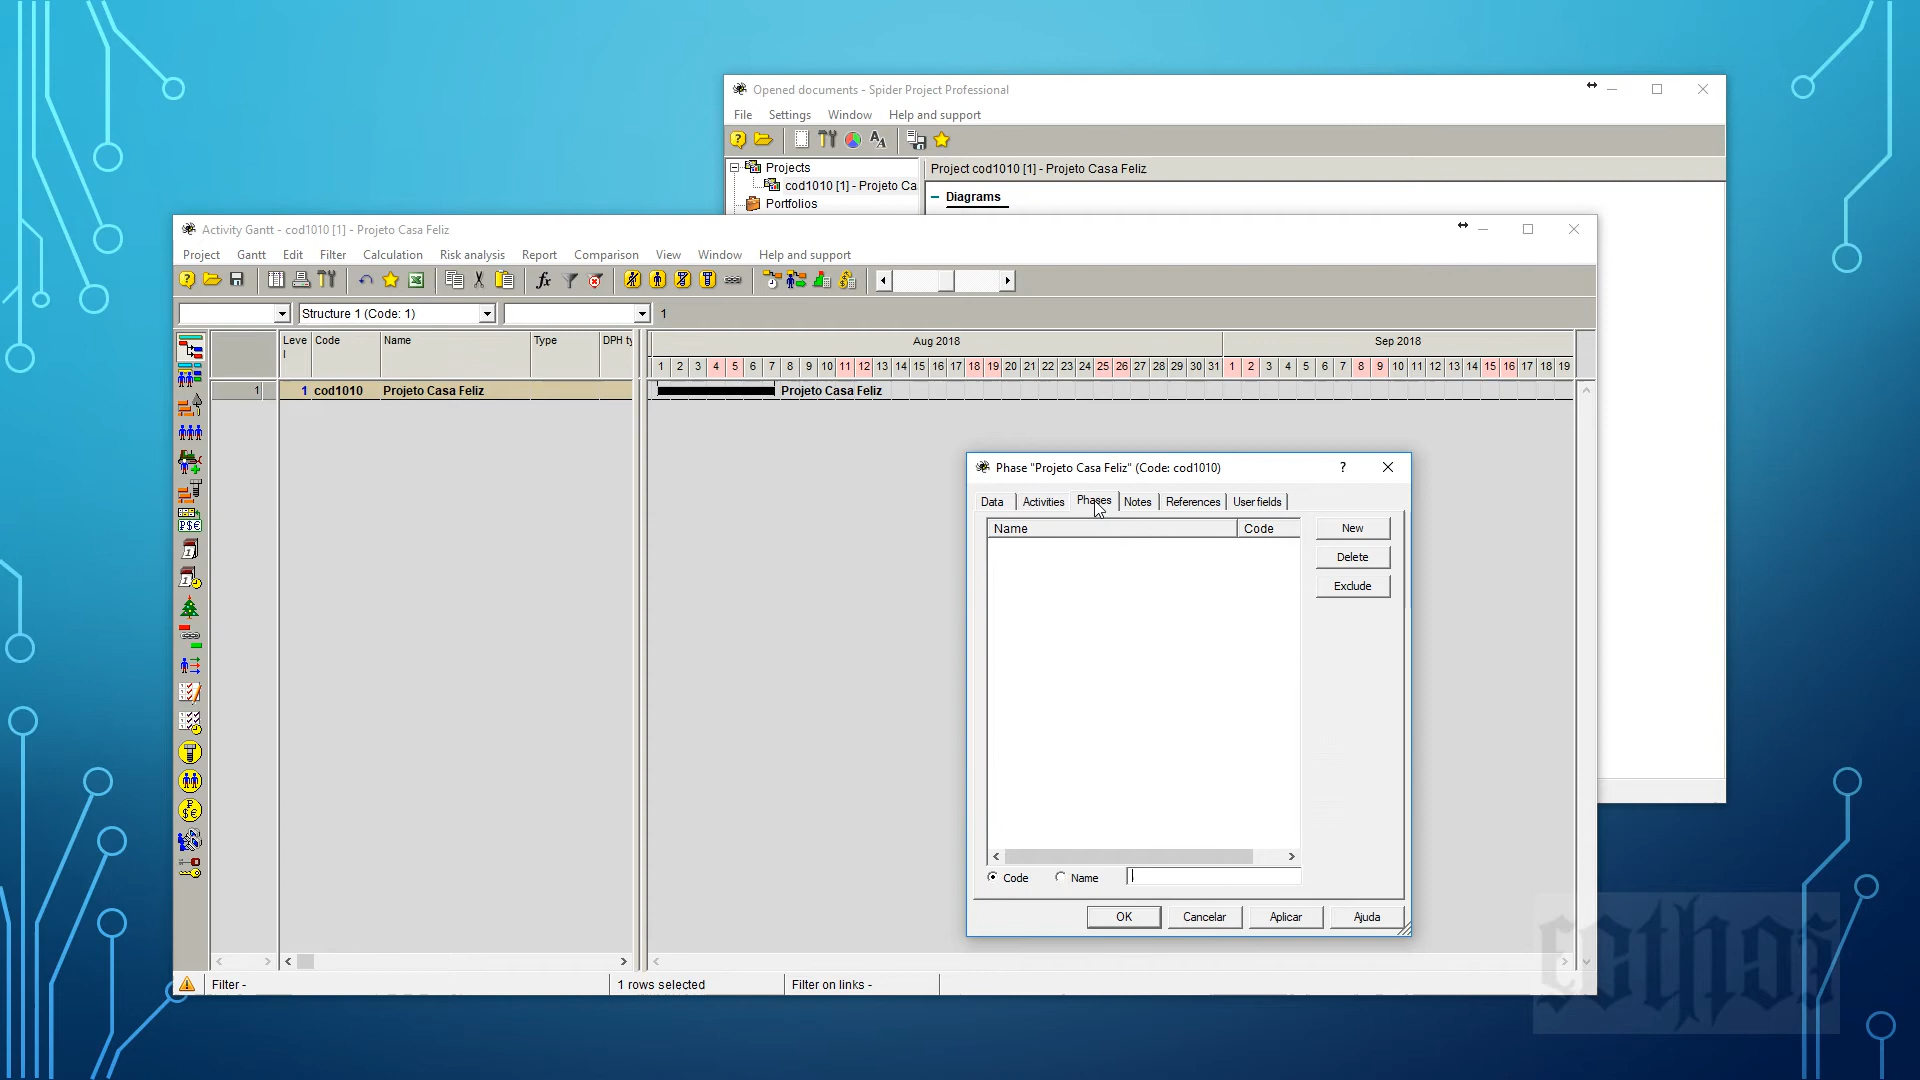 Opened documents - Spider Project Professional
File Settings Window Help and support
Projects
cod1010 [1] - Projeto Ca
Portfolios
Project cod1010 [1] - Projeto Casa Feliz
Diagrams
Activity Gantt - cod1010 [1] - Projeto Casa Feliz
Project Gantt Edit Filter Calculation Risk analysis Report Comparison View Window Help and support
Structure 1 (Code: 1) 1
Leve
l
Code Name Type DPH ty
Aug 2018 Sep 2018
1 2 3 4 5 6 7 8 9 10 11 12 13 14 15 16 17 18 19 20 21 22 23 24 25 26 27 28 29 30 31 1 2 3 4 5 6 7 8 9 10 11 12 13 14 15 16 17 18 19
1 1 cod1010 Projeto Casa Feliz Projeto Casa Feliz
Phase "Projeto Casa Feliz" (Code: cod1010)
Data Activities Phases Notes References User fields
Name Code
New
Delete
Exclude
Code Name
OK Cancelar Aplicar Ajuda
Filter - 1 rows selected Filter on links -
eathos